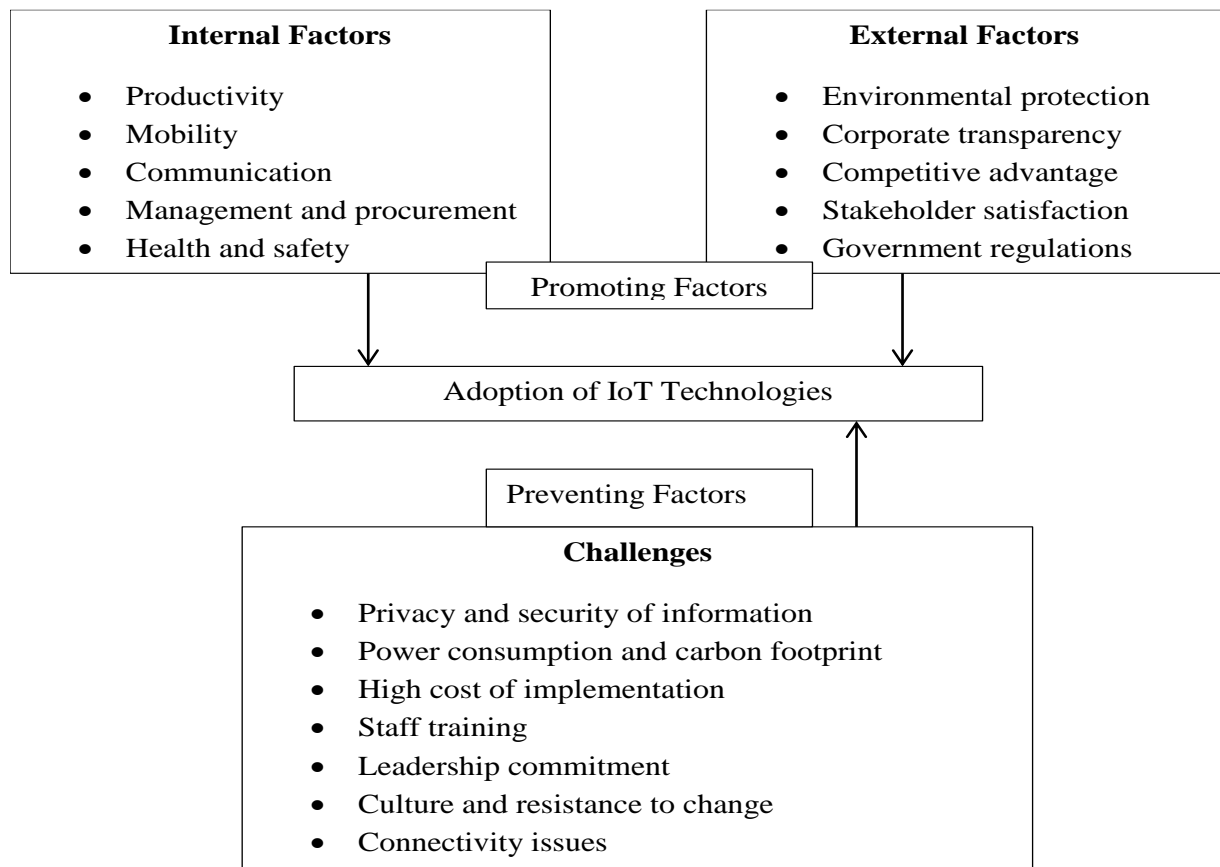 Internal Factors
• Productivity
• Mobility
• Communication
• Management and procurement
• Health and safety
External Factors
• Environmental protection
• Corporate transparency
• Competitive advantage
• Stakeholder satisfaction
• Government regulations
Promoting Factors
Adoption of IoT Technologies
Preventing Factors
Challenges
• Privacy and security of information
• Power consumption and carbon footprint
• High cost of implementation
• Staff training
• Leadership commitment
• Culture and resistance to change
• Connectivity issues